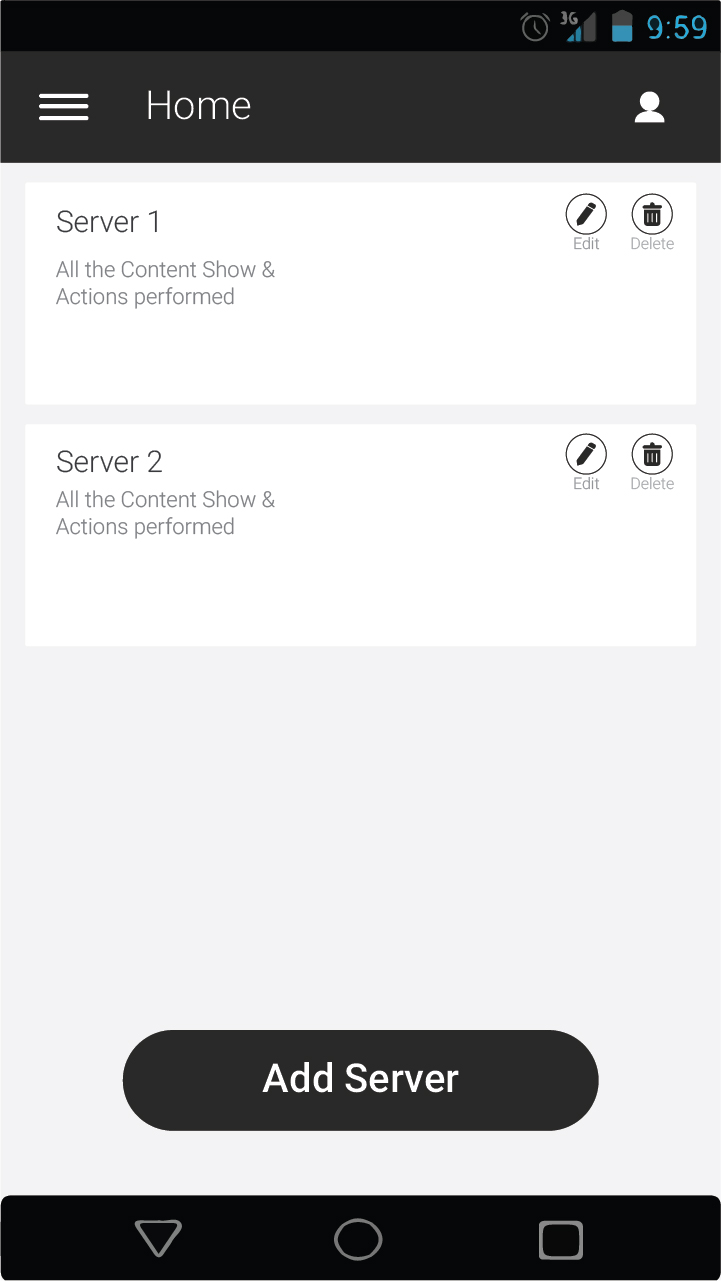 3G 9:59
Home
Server 1
Edit Delete
All the Content Show &
Actions performed
Server 2
Edit Delete
All the Content Show &
Actions performed
Add Server